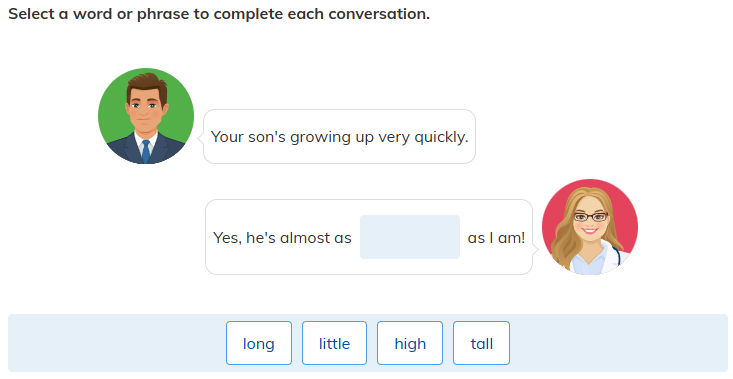 Select a word or phrase to complete each conversation.
Your son's growing up very quickly.
Yes, he's almost as as I am!
long little high tall